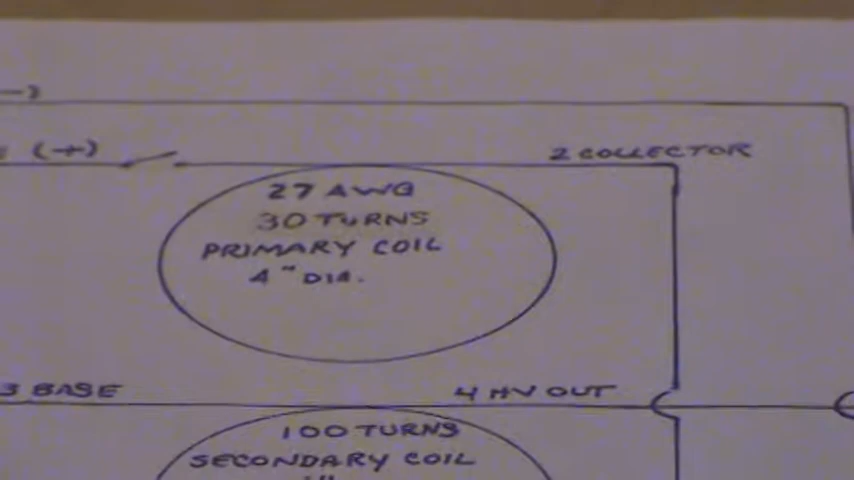 —)
(+)
2 COLLECTOR
27 AWG
30 TURNS
PRIMARY COIL
4" DIA.
3 BASE
4 HV OUT
100 TURNS
SECONDARY COIL